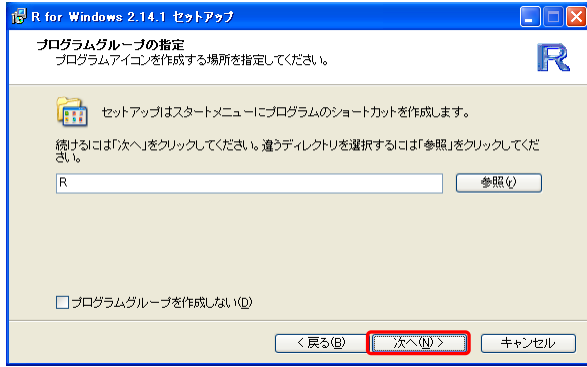 R for Windows 2.14.1 セットアップ
プログラムグループの指定
プログラムアイコンを作成する場所を指定してください。
R
セットアップはスタートメニューにプログラムのショートカットを作成します。
続けるには「次へ」をクリックしてください。違うディレクトリを選択するには「参照」をクリックしてくだ
さい。
R
参照(r)
プログラムグループを作成しない(D)
< 戻る(B)
次へ(N) >
キャンセル